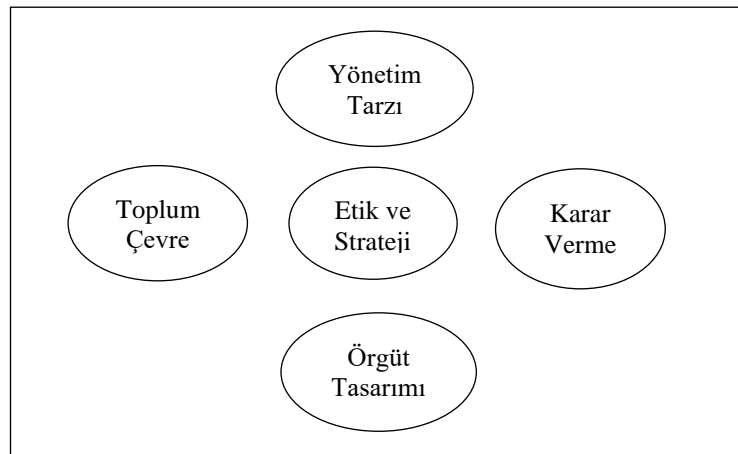 Yönetim
Tarzı
Toplum
Çevre
Etik ve
Strateji
Karar
Verme
Örgüt
Tasarımı